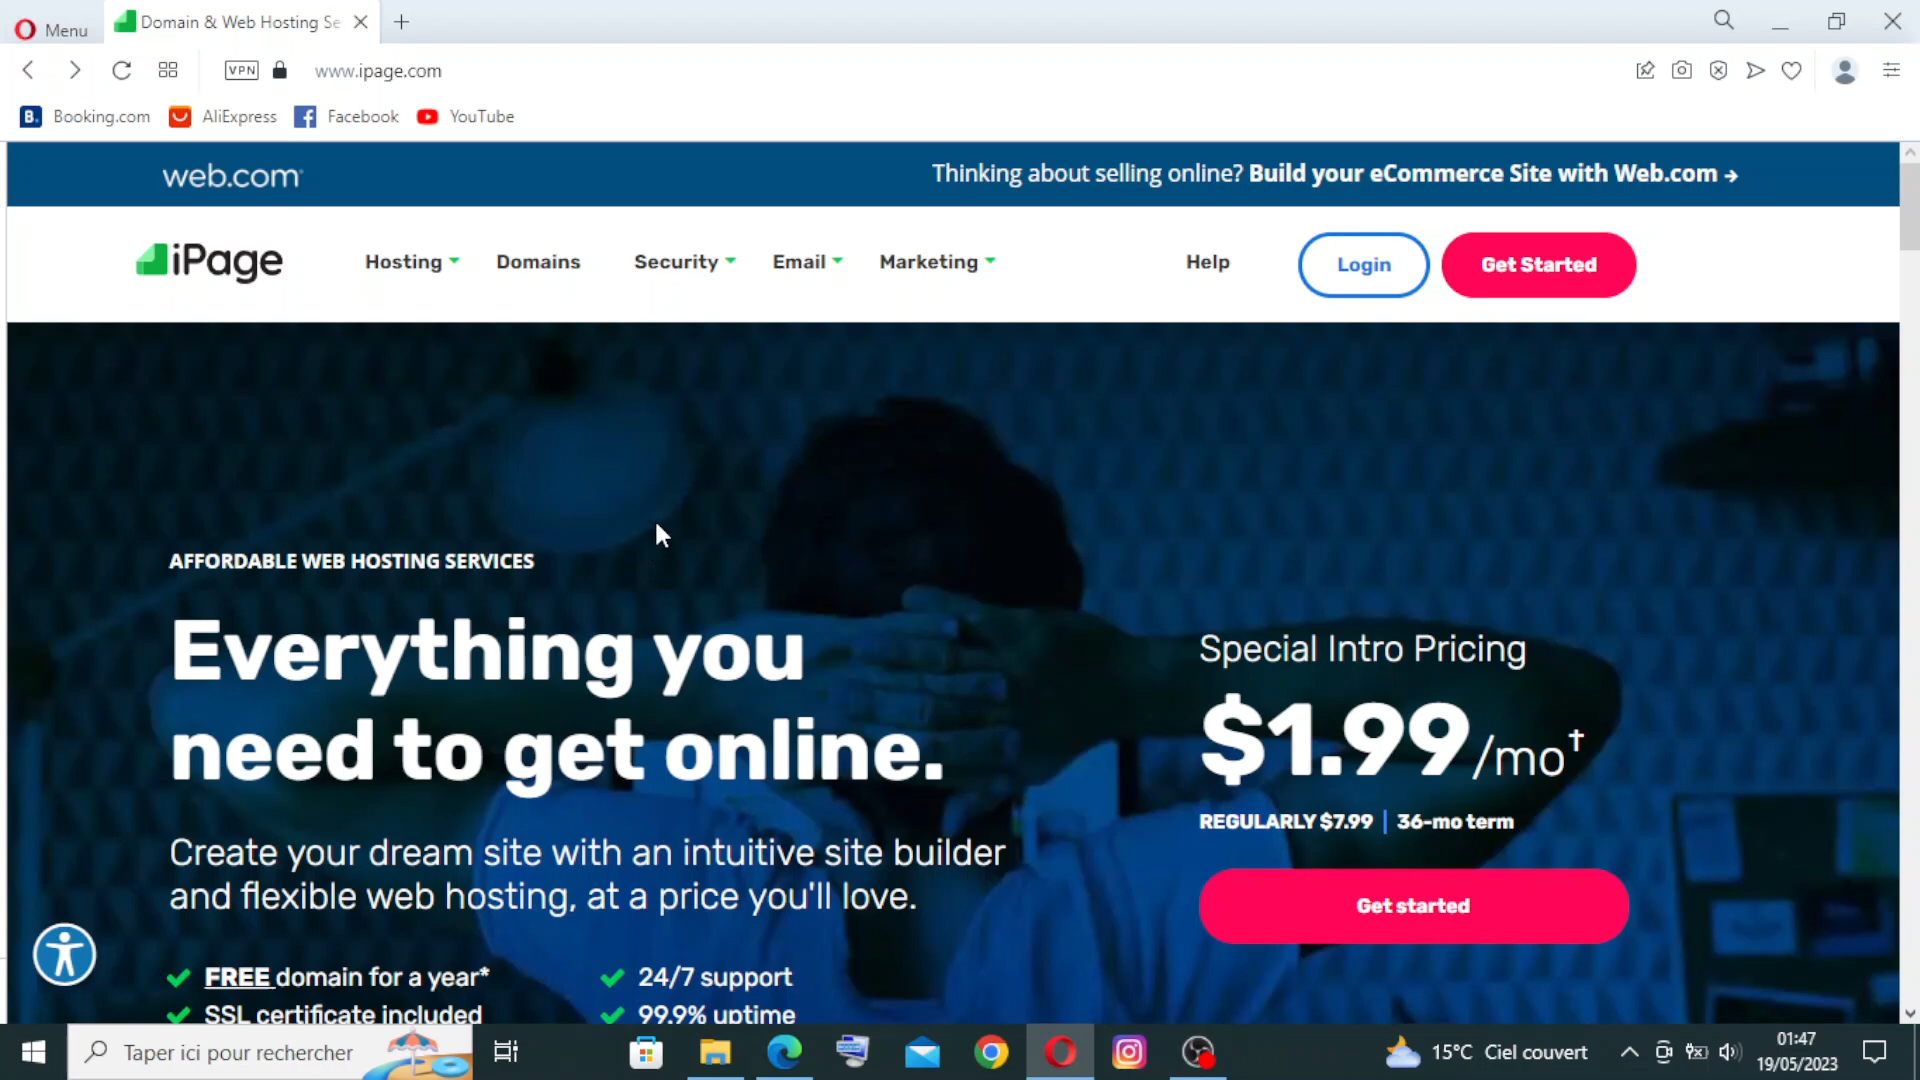 Menu
Domain & Web Hosting Se
VPN
www.ipage.com
B.
Booking.com
AliExpress
Facebook
YouTube
web.com
Thinking about selling online? Build your eCommerce Site with Web.com →
iPage
Hosting
Domains
Security
Email
Marketing
Help
Login
Get Started
AFFORDABLE WEB HOSTING SERVICES
Everything you
need to get online.
Create your dream site with an intuitive site builder
and flexible web hosting, at a price you'll love.
FREE domain for a year*
24/7 support
SSL certificate included
99.9% uptime
Special Intro Pricing
$1.99/mo†
REGULARLY $7.99 | 36-mo term
Get started
Taper ici pour rechercher
15°C Ciel couvert
01:47
19/05/2023